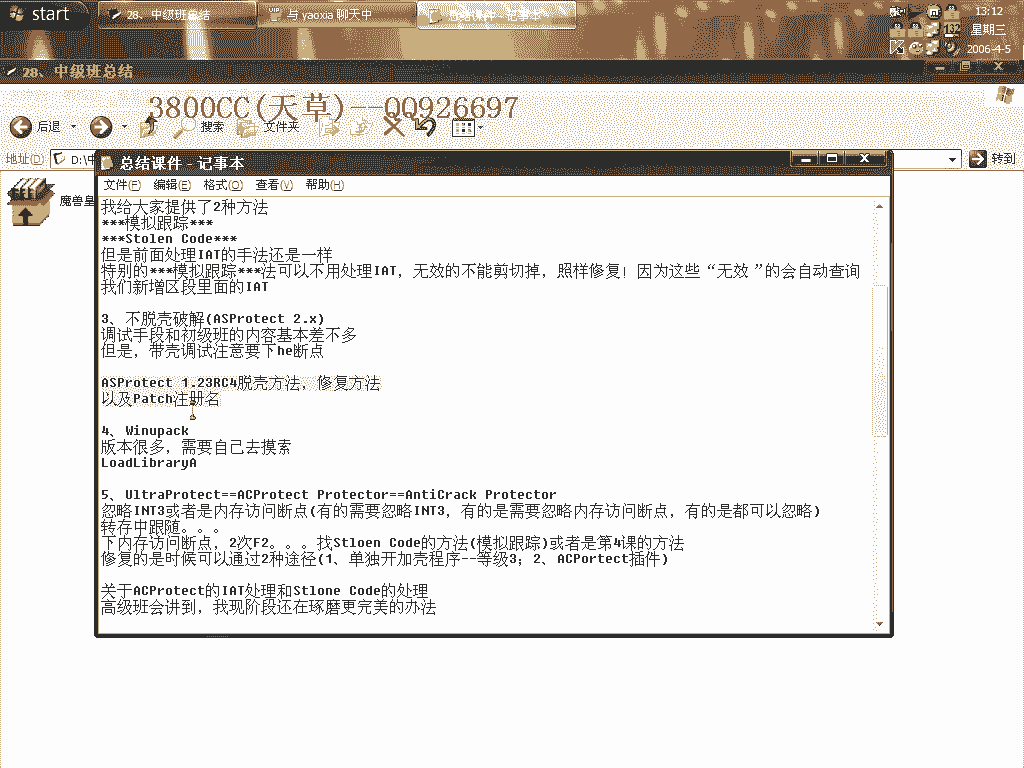 start
28、中级班总结
与 yaoxia 聊天中
总结课件 - 记事本
13:12
星期三
2006-4-5
28、中级班总结
3800CC(天草)--QQ926697
后退
搜索
文件夹
地址(D)
D:\中
转到
魔兽皇
总结课件 - 记事本
文件(F) 编辑(E) 格式(O) 查看(V) 帮助(H)
我给大家提供了2种方法
***模拟跟踪***
***Stolen Code***
但是前面处理IAT的手法还是一样
特别的***模拟跟踪***法可以不用处理IAT，无效的不能剪切掉，照样修复！因为这些“无效 ”的会自动查询
我们新增区段里面的IAT
3、不脱壳破解(ASProtect 2.x)
调试手段和初级班的内容基本差不多
但是，带壳调试注意要下he断点
ASProtect 1.23RC4脱壳方法，修复方法
以及Patch注册名
4、Winupack
版本很多，需要自己去摸索
LoadLibraryA
5、UltraProtect==ACProtect Protector==AntiCrack Protector
忽略INT3或者是内存访问断点(有的需要忽略INT3，有的是需要忽略内存访问断点，有的是都可以忽略)
转存中跟随。。。
下内存访问断点，2次F2。。。找Stloen Code的方法(模拟跟踪)或者是第4课的方法
修复的是时候可以通过2种途径(1、单独开加壳程序--等级3；2、ACPortect插件)
关于ACProtect的IAT处理和Stlone Code的处理
高级班会讲到，我现阶段还在琢磨更完美的办法